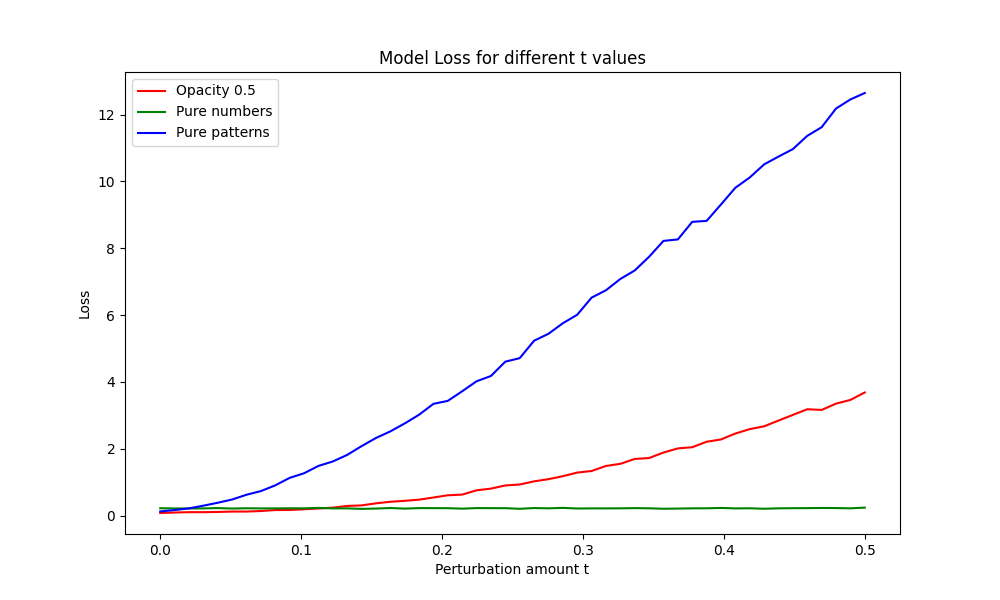 Model Loss for different t values
Opacity 0.5
Pure numbers
Pure patterns
12
10
8
6
4
2
0
Loss
0.0 0.1 0.2 0.3 0.4 0.5
Perturbation amount t